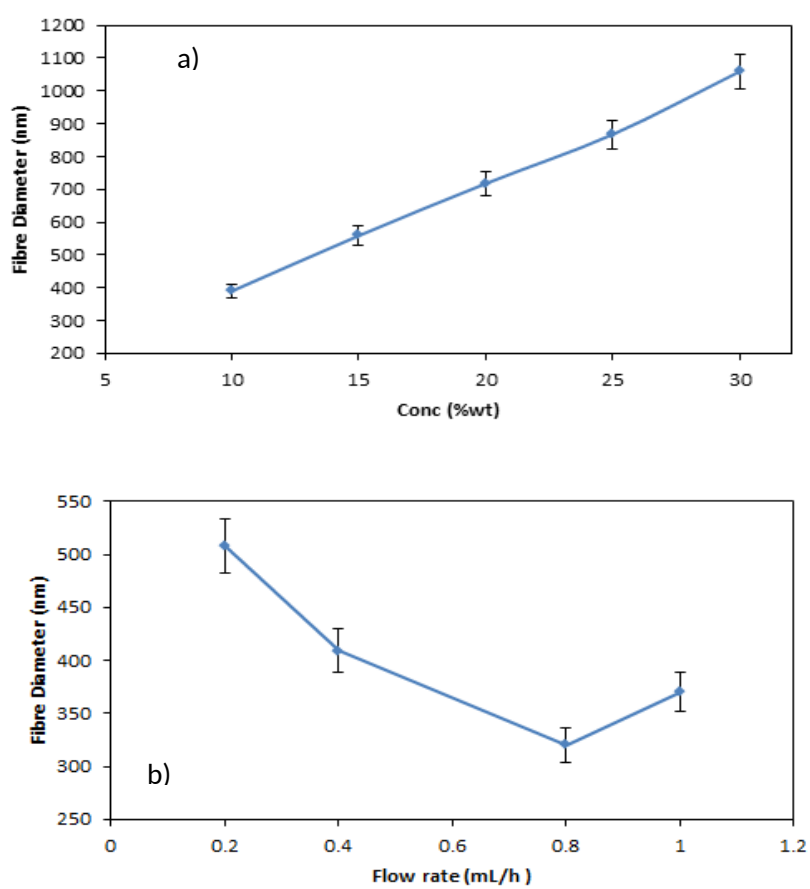 a)
1200
1100
1000
900
800
700
600
500
400
300
200
Fibre Diameter (nm)
5 10 15 20 25 30
Conc (%wt)
550
500
450
400
350
300
250
Fibre Diameter (nm)
b)
0 0.2 0.4 0.6 0.8 1 1.2
Flow rate (mL/h )